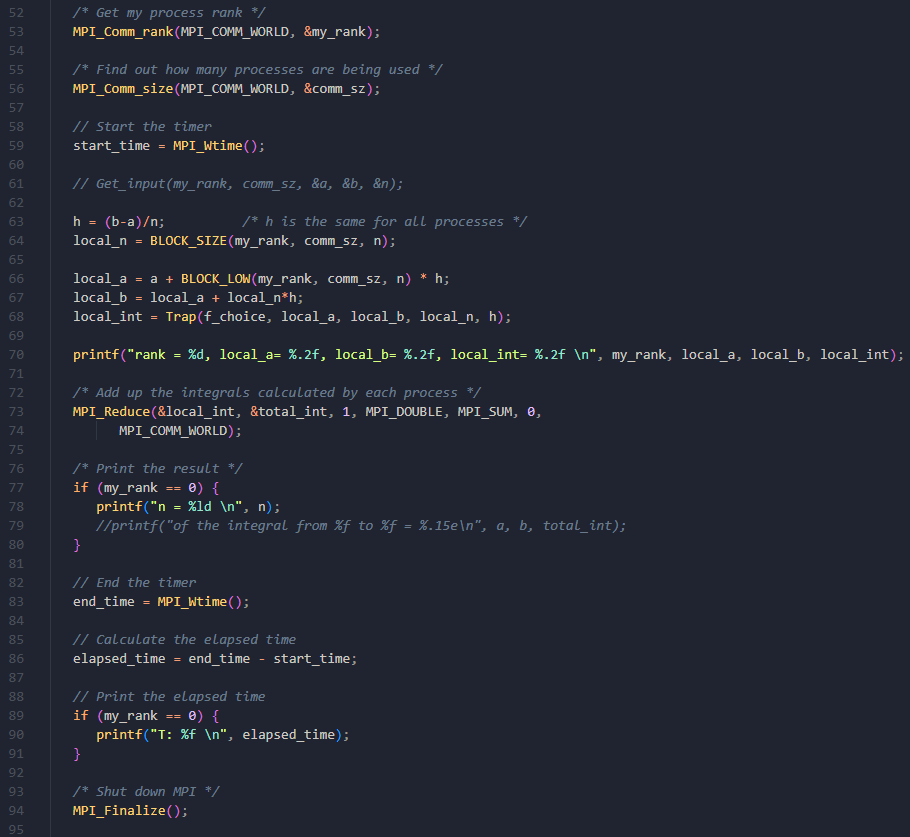 52 /* Get my process rank */
53 MPI_Comm_rank(MPI_COMM_WORLD, &my_rank);
54
55 /* Find out how many processes are being used */
56 MPI_Comm_size(MPI_COMM_WORLD, &comm_sz);
57
58 // Start the timer
59 start_time = MPI_Wtime();
60
61 // Get_input(my_rank, comm_sz, &a, &b, &n);
62
63 h = (b-a)/n;          /* h is the same for all processes */
64 local_n = BLOCK_SIZE(my_rank, comm_sz, n);
65
66 local_a = a + BLOCK_LOW(my_rank, comm_sz, n) * h;
67 local_b = local_a + local_n*h;
68 local_int = Trap(f_choice, local_a, local_b, local_n, h);
69
70 printf("rank = %d, local_a= %.2f, local_b= %.2f, local_int= %.2f \n", my_rank, local_a, local_b, local_int);
71
72 /* Add up the integrals calculated by each process */
73 MPI_Reduce(&local_int, &total_int, 1, MPI_DOUBLE, MPI_SUM, 0,
74       MPI_COMM_WORLD);
75
76 /* Print the result */
77 if (my_rank == 0) {
78    printf("n = %ld \n", n);
79    //printf("of the integral from %f to %f = %.15e\n", a, b, total_int);
80 }
81
82 // End the timer
83 end_time = MPI_Wtime();
84
85 // Calculate the elapsed time
86 elapsed_time = end_time - start_time;
87
88 // Print the elapsed time
89 if (my_rank == 0) {
90    printf("T: %f \n", elapsed_time);
91 }
92
93 /* Shut down MPI */
94 MPI_Finalize();
95